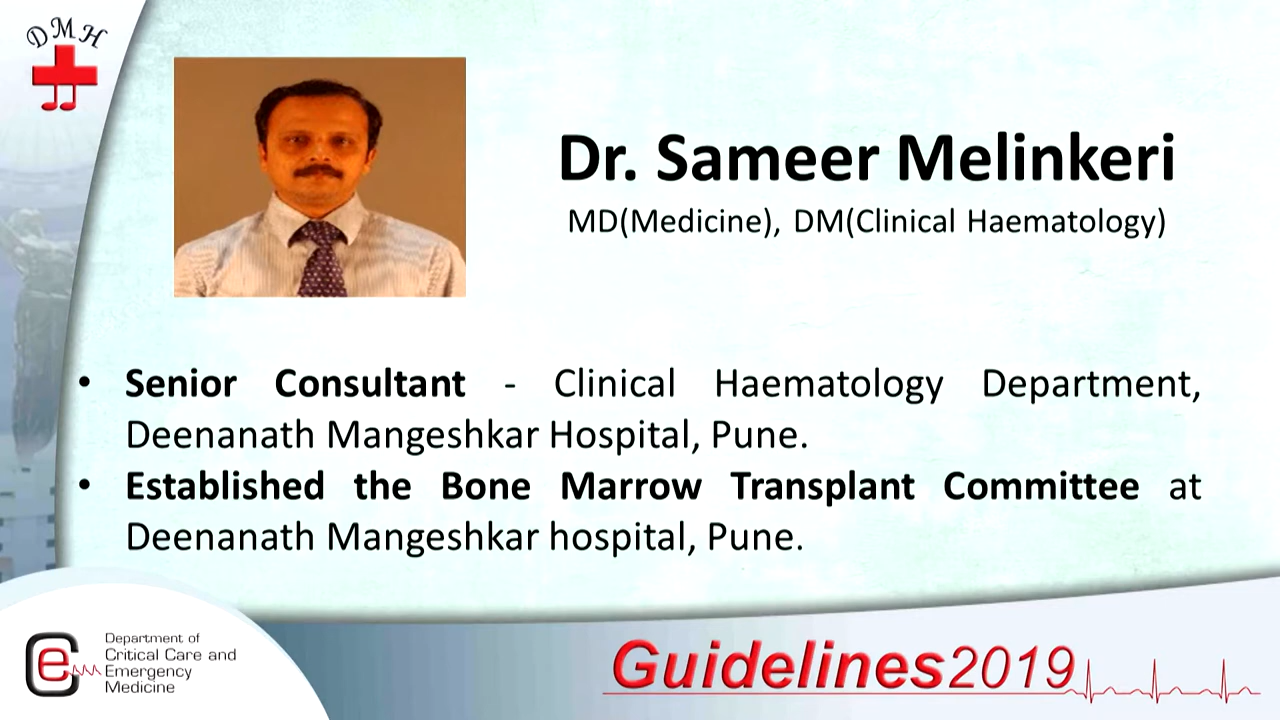 DMH
Dr. Sameer Melinkeri
MD(Medicine), DM(Clinical Haematology)
• Senior Consultant - Clinical Haematology Department,
Deenanath Mangeshkar Hospital, Pune.
• Established the Bone Marrow Transplant Committee at
Deenanath Mangeshkar hospital, Pune.
Department of
Critical Care and
Emergency
Medicine
Guidelines2019